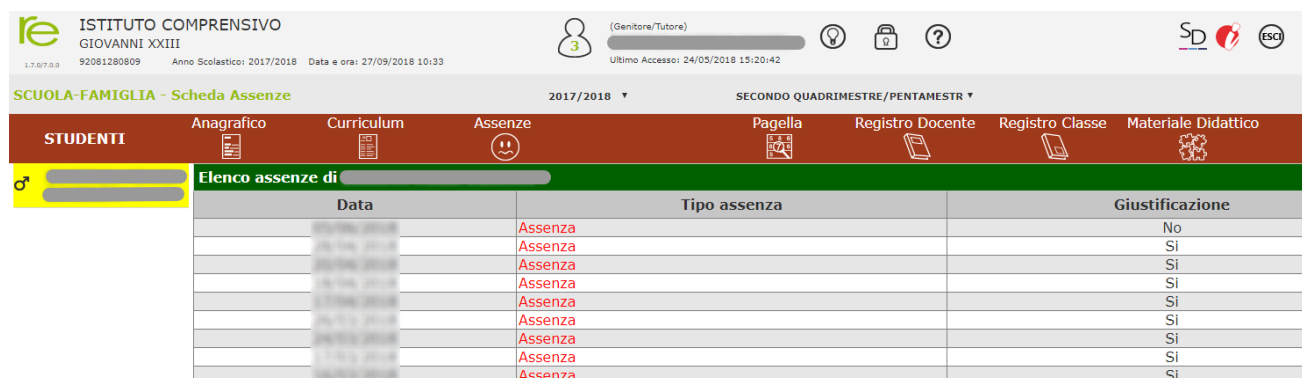 re
1.7.0/7.0.0
ISTITUTO COMPRENSIVO
GIOVANNI XXIII
92081280809 Anno Scolastico: 2017/2018 Data e ora: 27/09/2018 10:33
3
(Genitore/Tutore)
Ultimo Accesso: 24/05/2018 15:20:42
?
SD
ESCI
SCUOLA-FAMIGLIA - Scheda Assenze 2017/2018 SECONDO QUADRIMESTRE/PENTAMESTR
STUDENTI Anagrafico Curriculum Assenze Pagella Registro Docente Registro Classe Materiale Didattico
Elenco assenze di
Data Tipo assenza Giustificazione
Assenza No
Assenza Si
Assenza Si
Assenza Si
Assenza Si
Assenza Si
Assenza Si
Assenza Si
Assenza Si